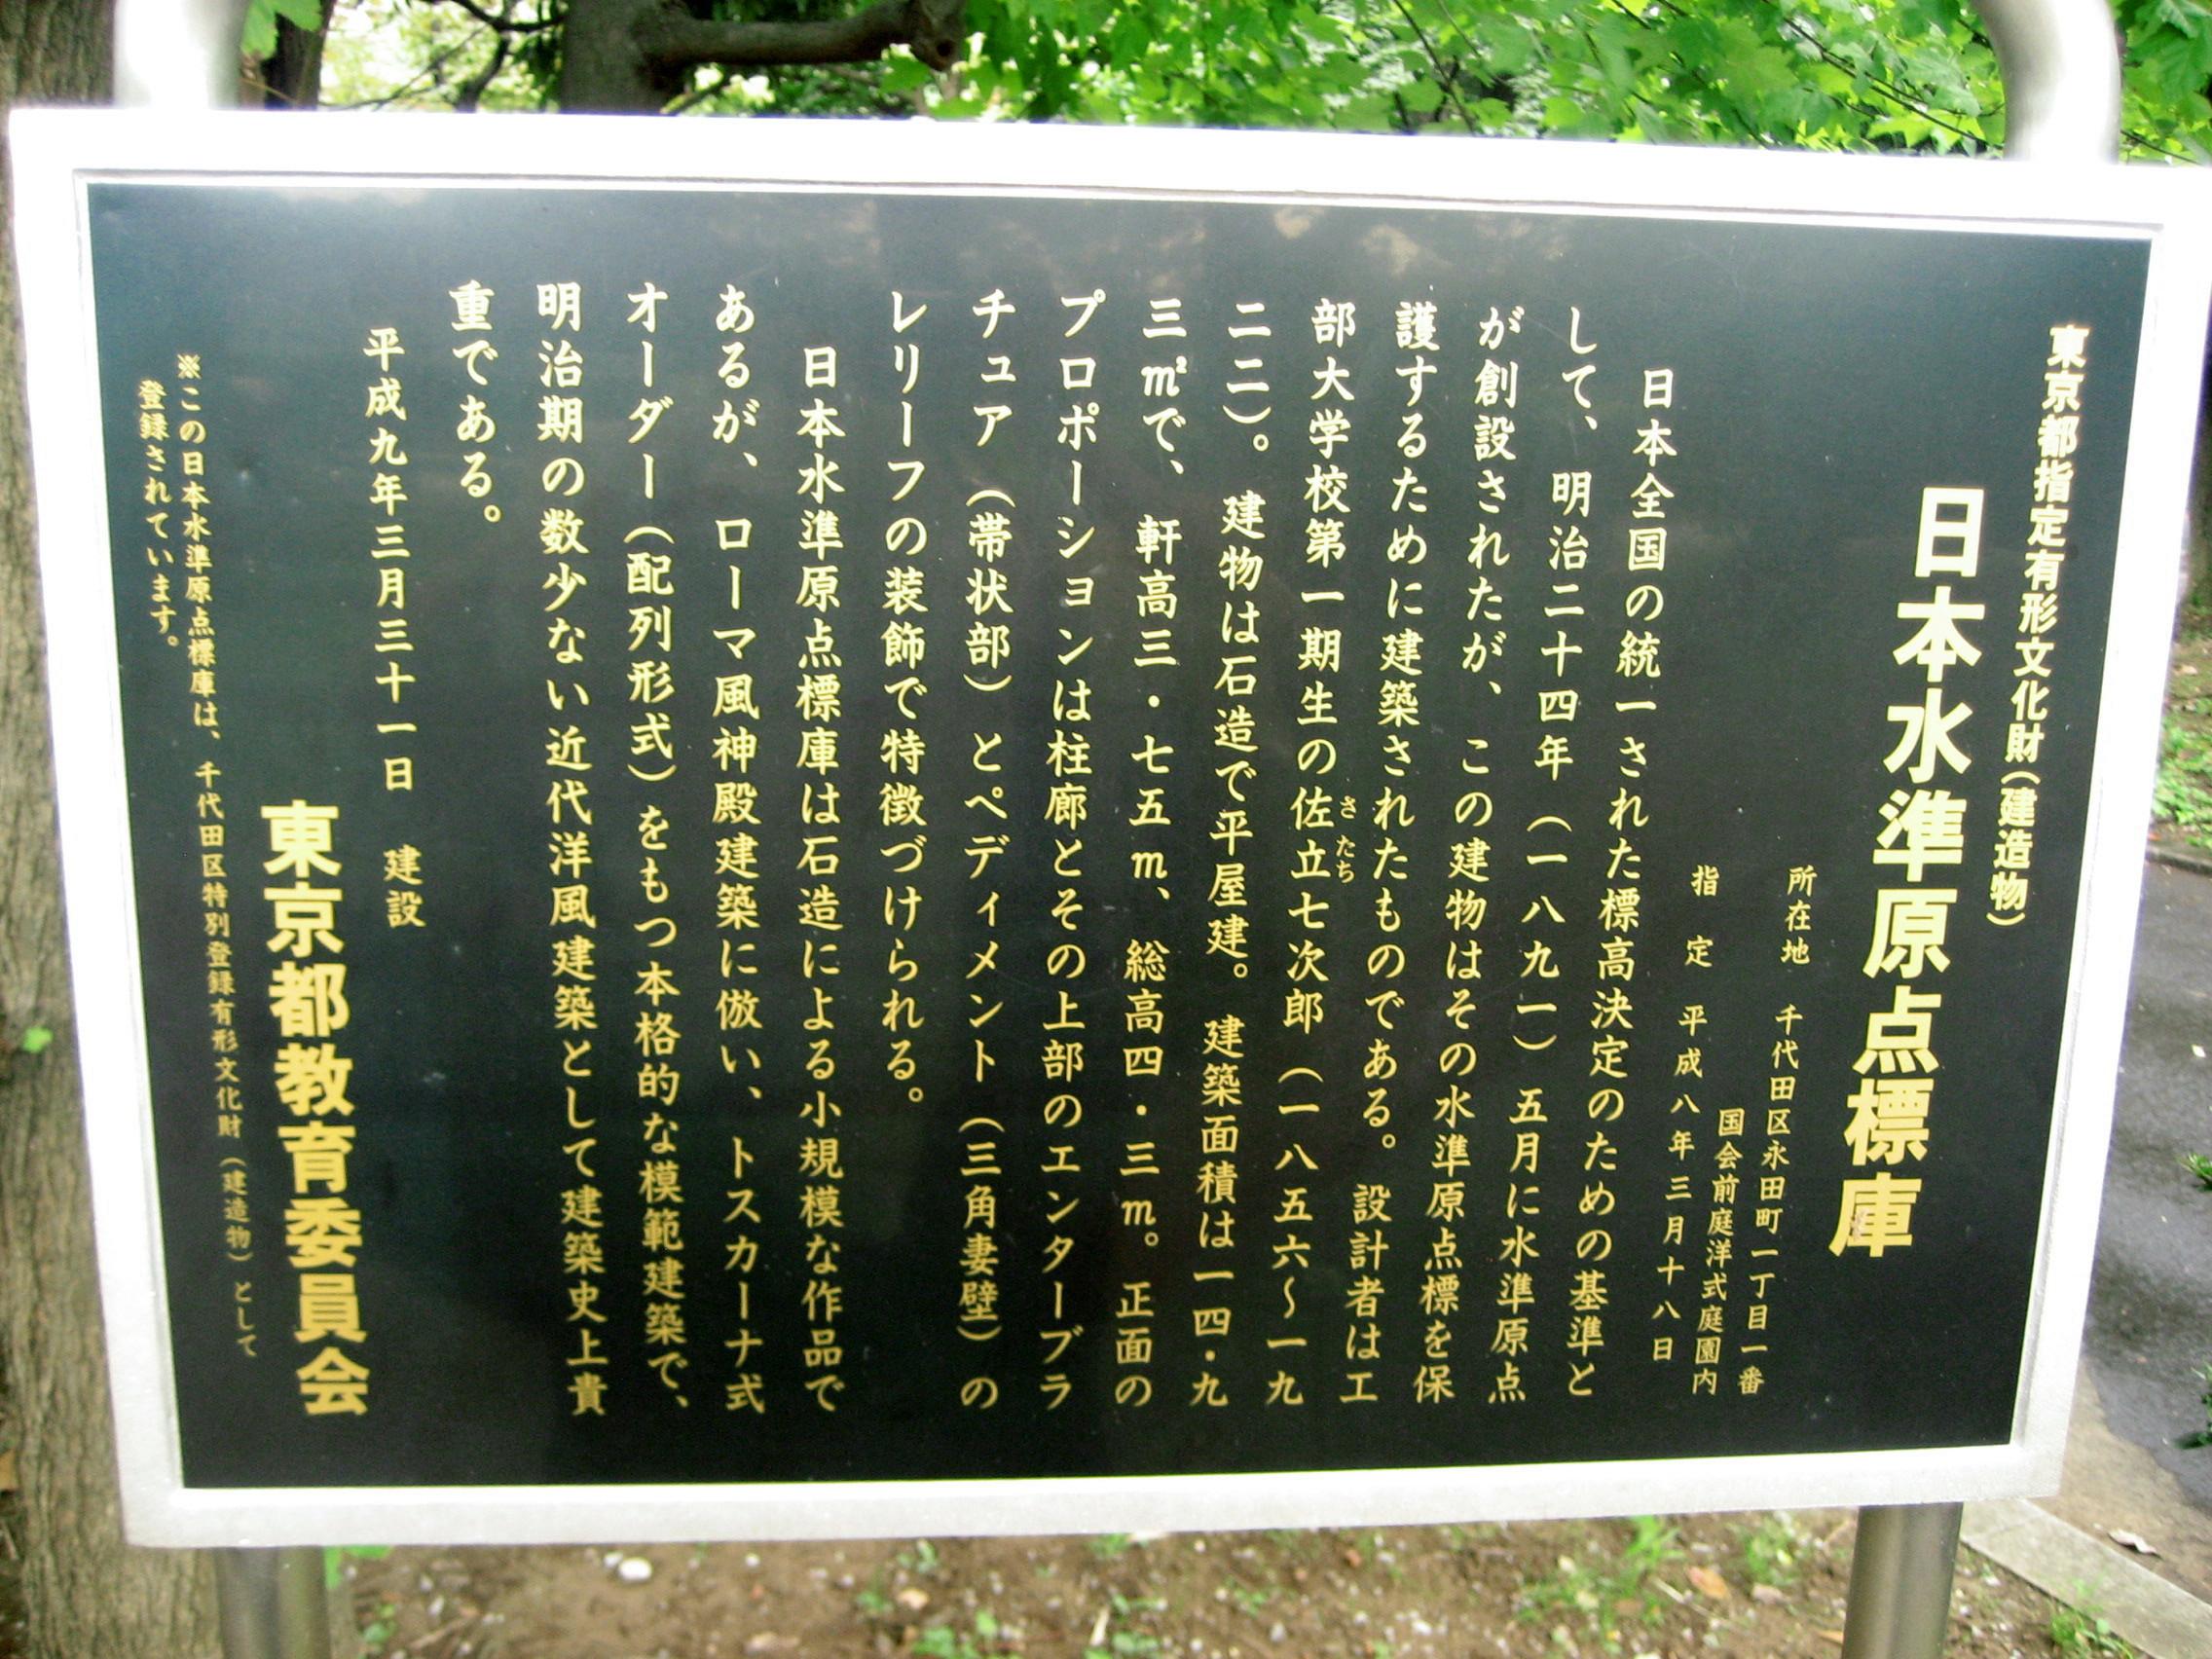 東京都指定有形文化財(建造物)
日本水準原点標庫
所在地 千代田区永田町一丁目一番
国会前庭洋式庭園内
指定 平成八年三月十八日
日本全国の統一された標高決定のための基準と
して、明治二十四年(一八九一)五月に水準原点
が創設されたが、この建物はその水準原点標を保
護するために建築されたものである。設計者は工
部大学校第一期生の佐立七次郎(一八五六〜一九
さ たち
二二)。建物は石造で平屋建。建築面積は一四・九
三㎡で、軒高三・七五m、総高四・三m。正面の
プロポーションは柱廊とその上部のエンターブラ
チュア(帯状部)とペディメント(三角妻壁)の
レリーフの装飾で特徴づけられる。
日本水準原点標庫は石造による小規模な作品で
あるが、ローマ風神殿建築に倣い、トスカーナ式
オーダー(配列形式)をもつ本格的な模範建築で、
明治期の数少ない近代洋風建築として建築史上貴
重である。
平成九年三月三十一日 建設
東京都教育委員会
※この日本水準原点標庫は、千代田区特別登録有形文化財(建造物)として
登録されています。